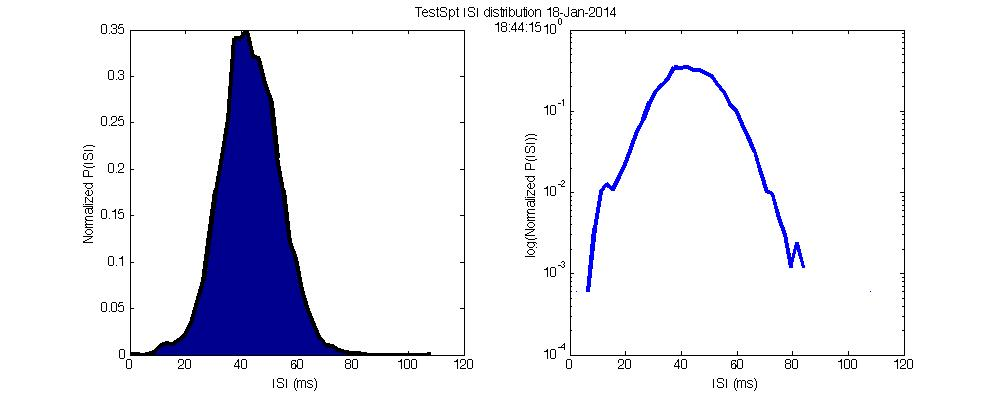 TestSpt ISI distribution 18-Jan-2014
18:44:15
0.35
0.3
0.25
0.2
0.15
0.1
0.05
0
0 20 40 60 80 100 120
Normalized P(ISI)
ISI (ms)
10^0
10^-1
10^-2
10^-3
10^-4
0 20 40 60 80 100 120
log(Normalized P(ISI))
ISI (ms)